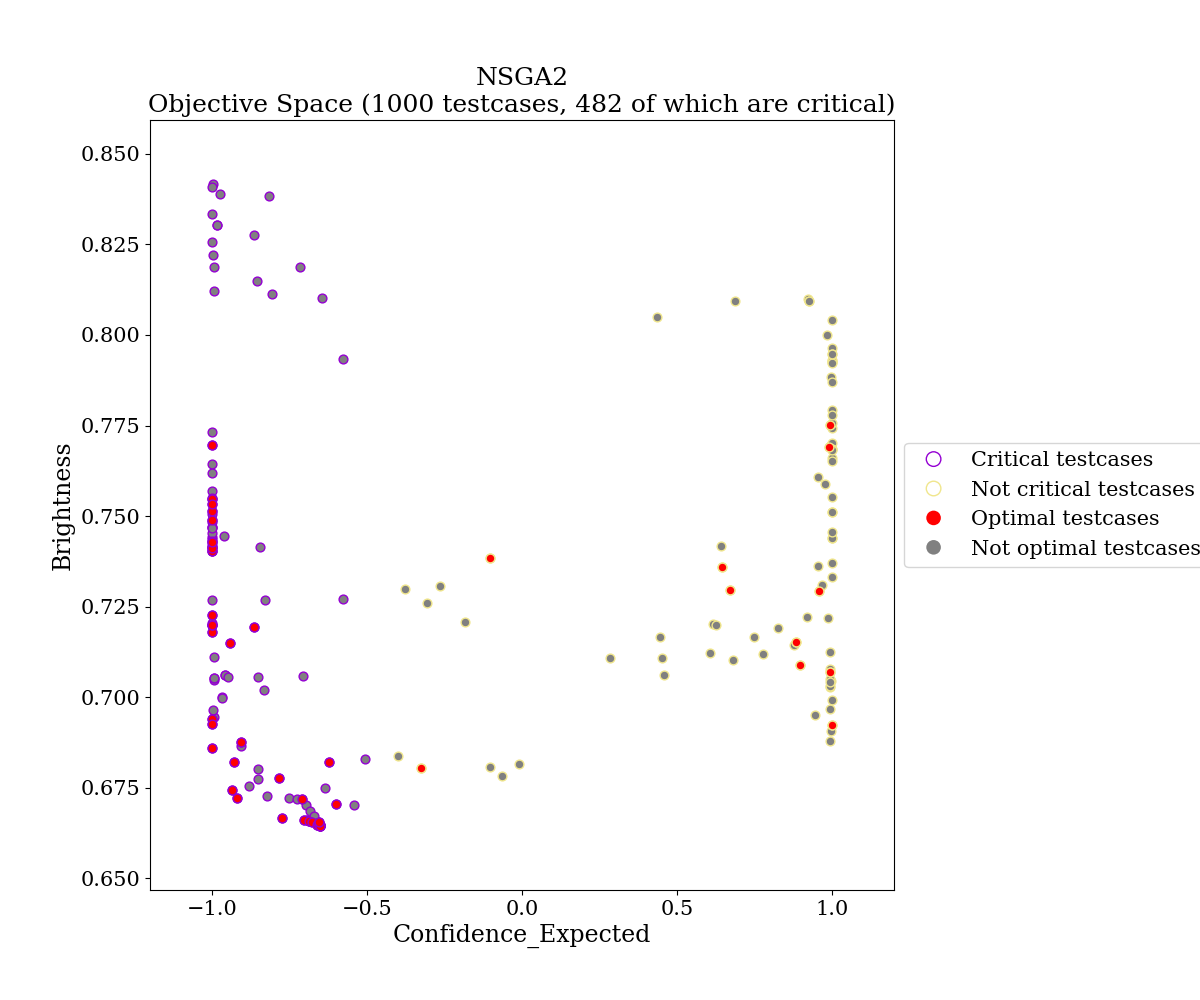 NSGA2
Objective Space (1000 testcases, 482 of which are critical)
0.850
0.825
0.800
0.775
0.750
0.725
0.700
0.675
0.650
Brightness
−1.0
−0.5
0.0
0.5
1.0
Confidence_Expected
Critical testcases
Not critical testcases
Optimal testcases
Not optimal testcases